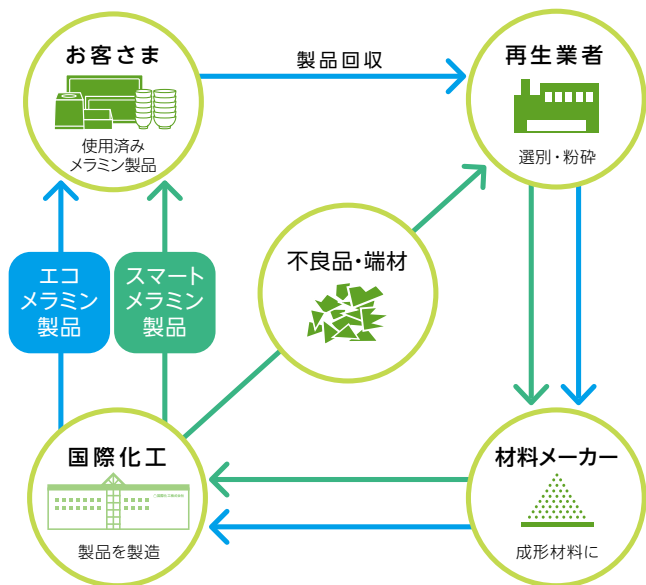 お客さま
使用済み
メラミン製品
製品回収
再生業者
選別・粉砕
不良品・端材
エコ
メラミン
製品
スマート
メラミン
製品
国際化工
製品を製造
材料メーカー
成形材料に